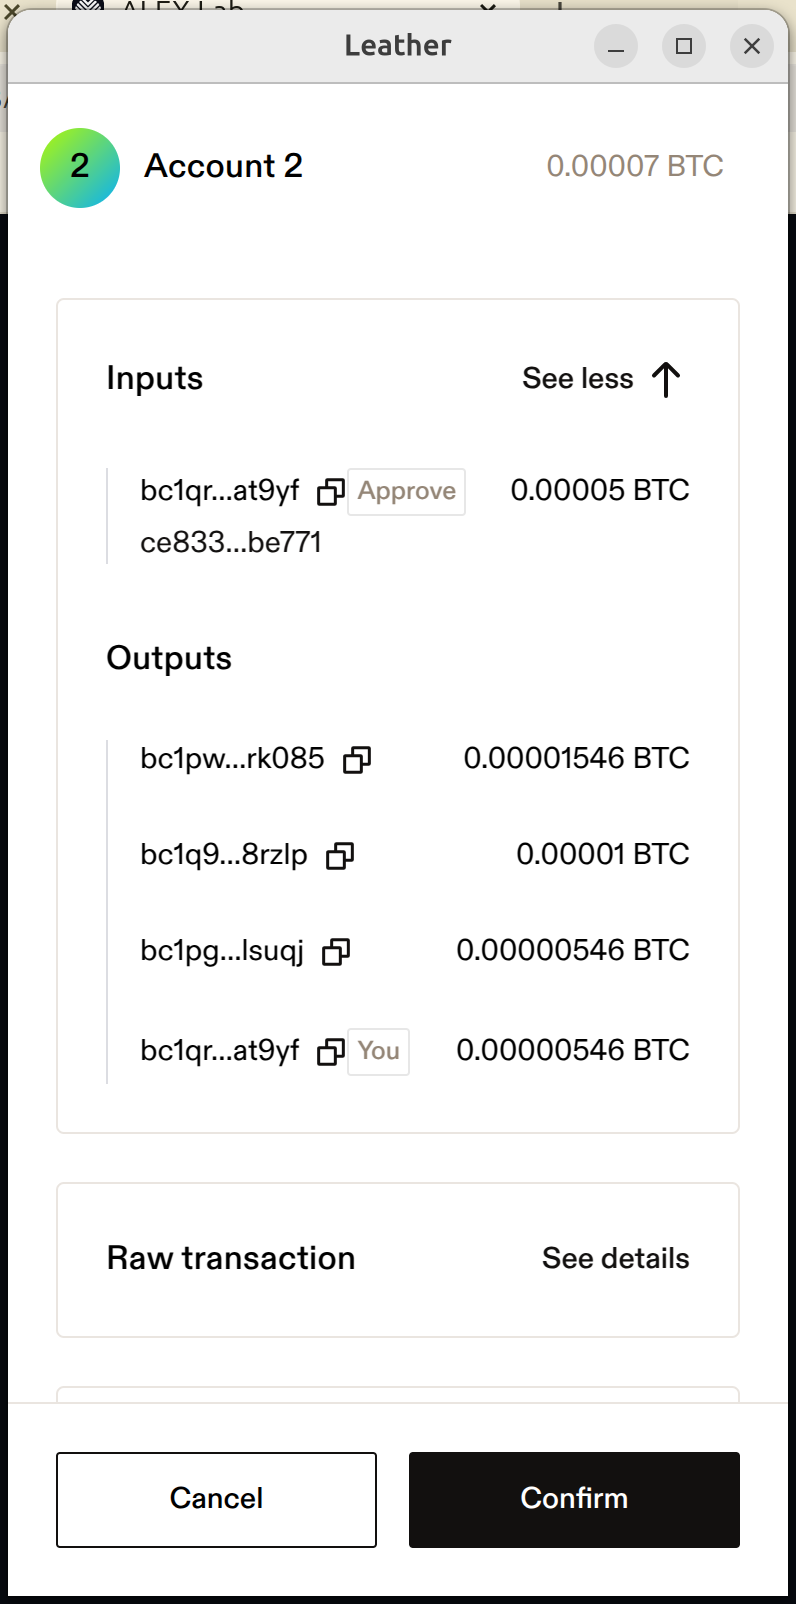 ALEX Lab
Leather
2 Account 2 0.00007 BTC
Inputs See less
bc1qr...at9yf Approve 0.00005 BTC
ce833...be771
Outputs
bc1pw...rk085 0.00001546 BTC
bc1q9...8rzlp 0.00001 BTC
bc1pg...lsuqj 0.00000546 BTC
bc1qr...at9yf You 0.00000546 BTC
Raw transaction See details
Cancel Confirm